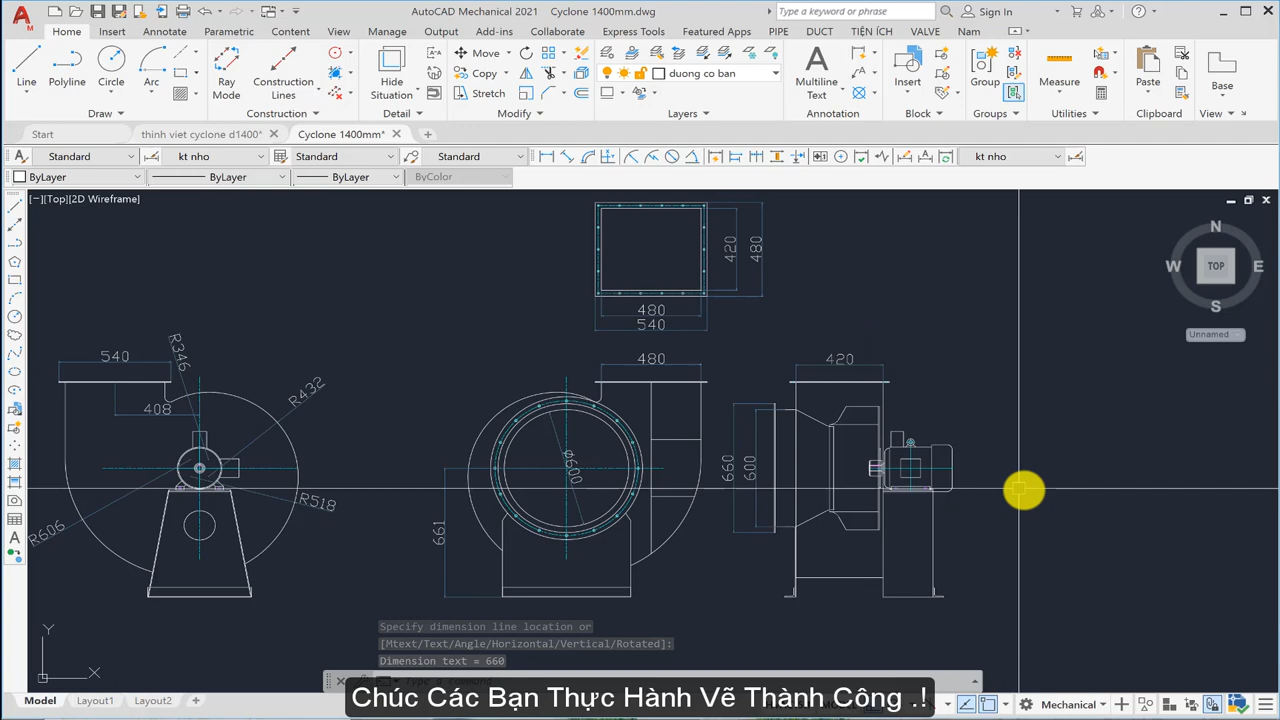 AutoCAD Mechanical 2021 Cyclone 1400mm.dwg
Type a keyword or phrase
Sign In
Home Insert Annotate Parametric Content View Manage Output Add-ins Collaborate Express Tools Featured Apps PIPE DUCT TIỆN ÍCH VALVE Nam
Line Polyline Circle Arc
Ray Mode
Construction Lines
Hide Situation
Move
Copy
Stretch
duong co ban
Multiline Text
Insert
Group
Measure
Paste
Base
Draw Construction Lines Detail Modify Layers Annotation Block Groups Utilities Clipboard View
Start thinh viet cyclone d1400* Cyclone 1400mm*
Standard kt nho Standard Standard kt nho
ByLayer ByLayer ByLayer ByColor
[−][Top][2D Wireframe]
N
W TOP E
S
Unnamed
420
480
480
540
540
R346
R432
408
R518
R606
480
Ø600
661
420
660
600
Y
X
Specify dimension line location or
[Mtext/Text/Angle/Horizontal/Vertical/Rotated]:
Dimension text = 660
Type a command
Chúc Các Bạn Thực Hành Vẽ Thành Công .!
Model Layout1 Layout2
Mechanical